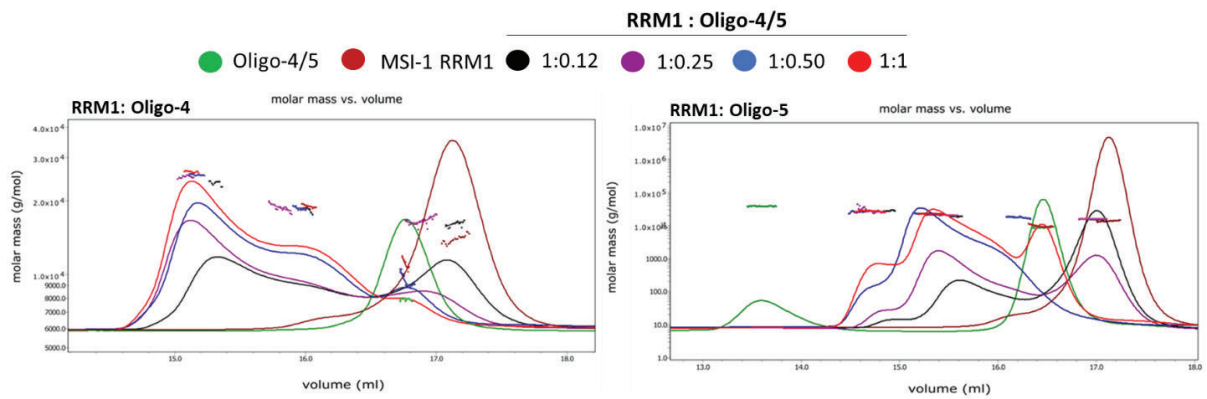 RRM1 : Oligo-4/5
Oligo-4/5 MSI-1 RRM1 1:0.12 1:0.25 1:0.50 1:1
RRM1: Oligo-4
molar mass vs. volume
molar mass (g/mol)
4.0x10⁴
3.0x10⁴
2.0x10⁴
1.0x10⁴
9000.0
8000.0
7000.0
6000.0
5000.0
15.0 16.0 17.0 18.0
volume (ml)
RRM1: Oligo-5
molar mass vs. volume
molar mass (g/mol)
1.0x10⁷
1.0x10⁶
1.0x10⁵
1.0x10⁴
1000.0
100.0
10.0
1.0
13.0 14.0 15.0 16.0 17.0 18.0
volume (ml)